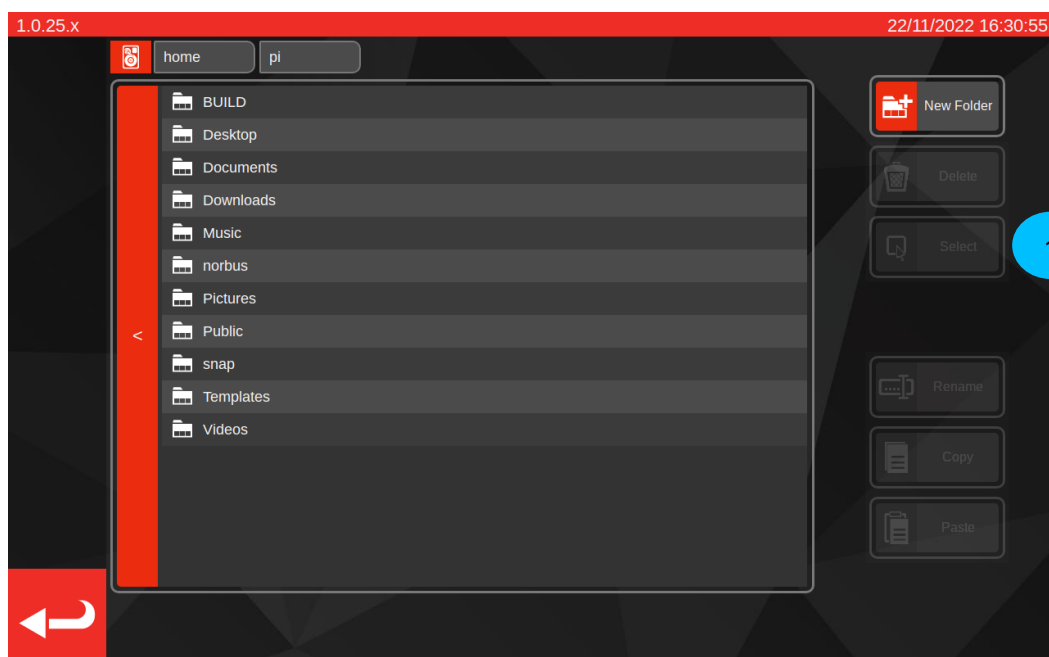 1.0.25.x 22/11/2022 16:30:55
home pi
BUILD
Desktop
Documents
Downloads
Music
norbus
Pictures
Public
snap
Templates
Videos
<
New Folder
Delete
Select
Rename
Copy
Paste